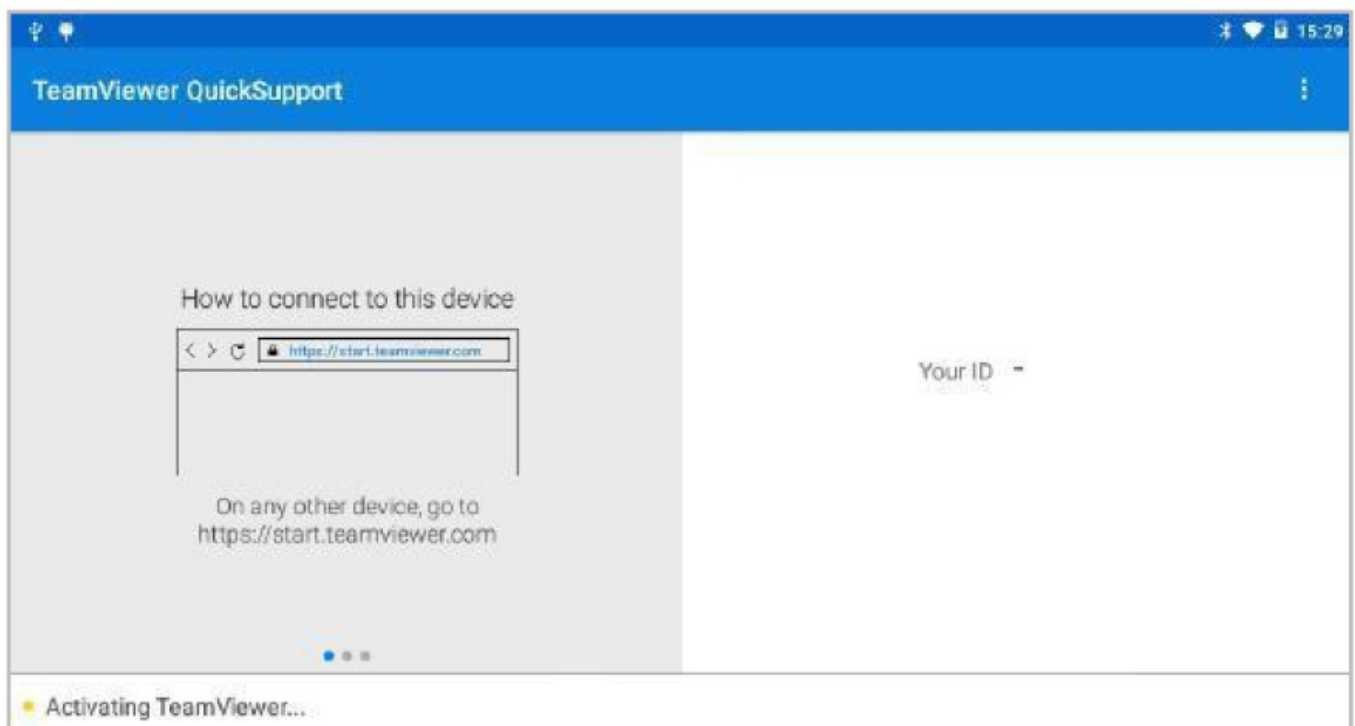 15:29
TeamViewer QuickSupport
How to connect to this device
https://start.teamviewer.com
On any other device, go to
https://start.teamviewer.com
Your ID -
Activating TeamViewer...